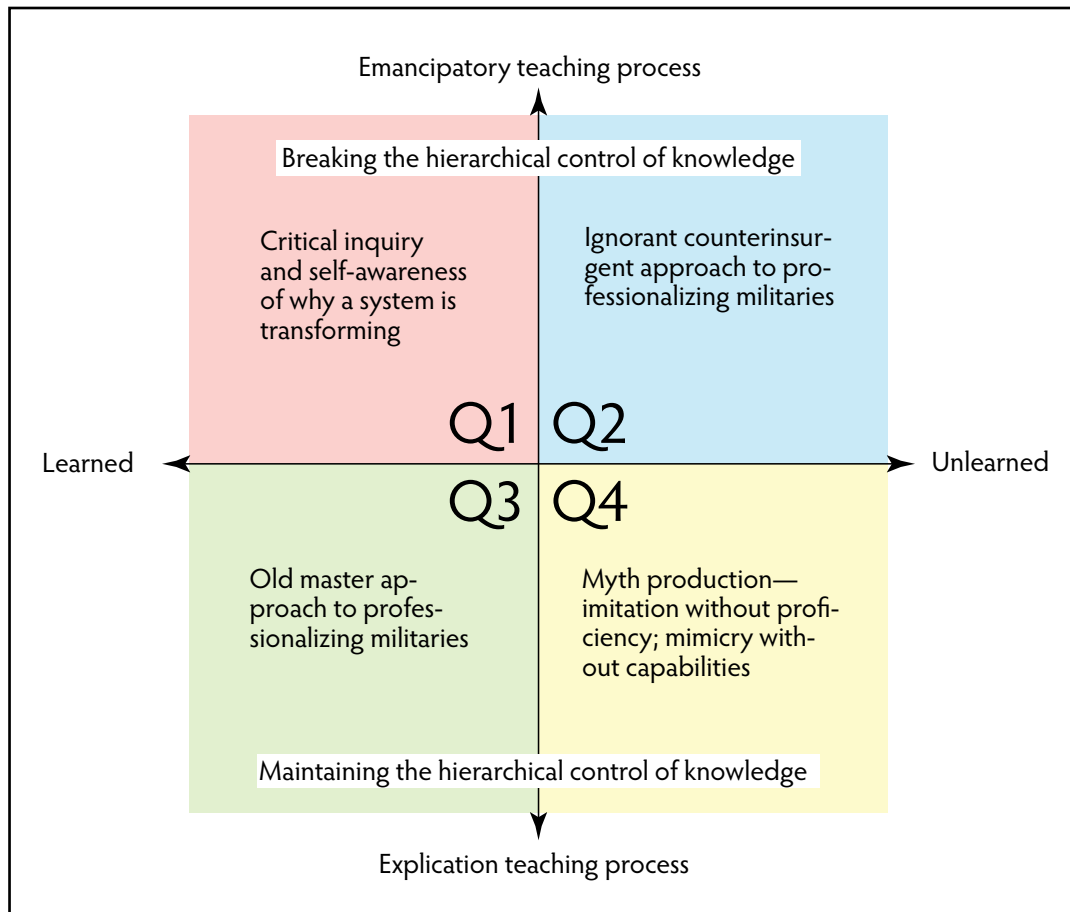 Emancipatory teaching process
Breaking the hierarchical control of knowledge
Critical inquiry
and self-awareness
of why a system is
transforming
Ignorant counterinsur-
gent approach to pro-
fessionalizing militaries
Q1
Q2
Learned
Unlearned
Q3
Q4
Old master ap-
proach to profes-
sionalizing militaries
Myth production—
imitation without profi-
ciency; mimicry with-
out capabilities
Maintaining the hierarchical control of knowledge
Explication teaching process